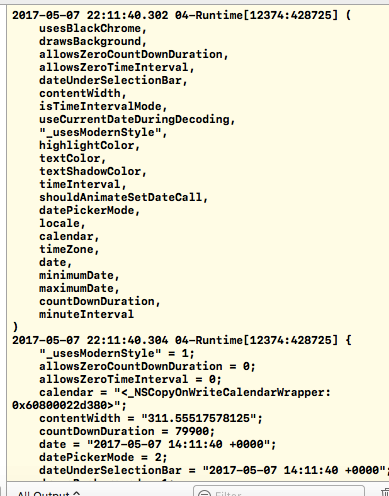 2017-05-07 22:11:40.302 04-Runtime[12374:428725] (
usesBlackChrome,
drawsBackground,
allowsZeroCountDownDuration,
allowsZeroTimeInterval,
dateUnderSelectionBar,
contentWidth,
isTimeIntervalMode,
useCurrentDateDuringDecoding,
"_usesModernStyle",
highlightColor,
textColor,
textShadowColor,
timeInterval,
shouldAnimateSetDateCall,
datePickerMode,
locale,
calendar,
timeZone,
date,
minimumDate,
maximumDate,
countDownDuration,
minuteInterval
)
2017-05-07 22:11:40.304 04-Runtime[12374:428725] {
"_usesModernStyle" = 1;
allowsZeroCountDownDuration = 0;
allowsZeroTimeInterval = 0;
calendar = "<_NSCopyOnWriteCalendarWrapper:
0x60800022d380>";
contentWidth = "311.55517578125";
countDownDuration = 79900;
date = "2017-05-07 14:11:40 +0000";
datePickerMode = 2;
dateUnderSelectionBar = "2017-05-07 14:11:40 +0000";
All Output
Filter